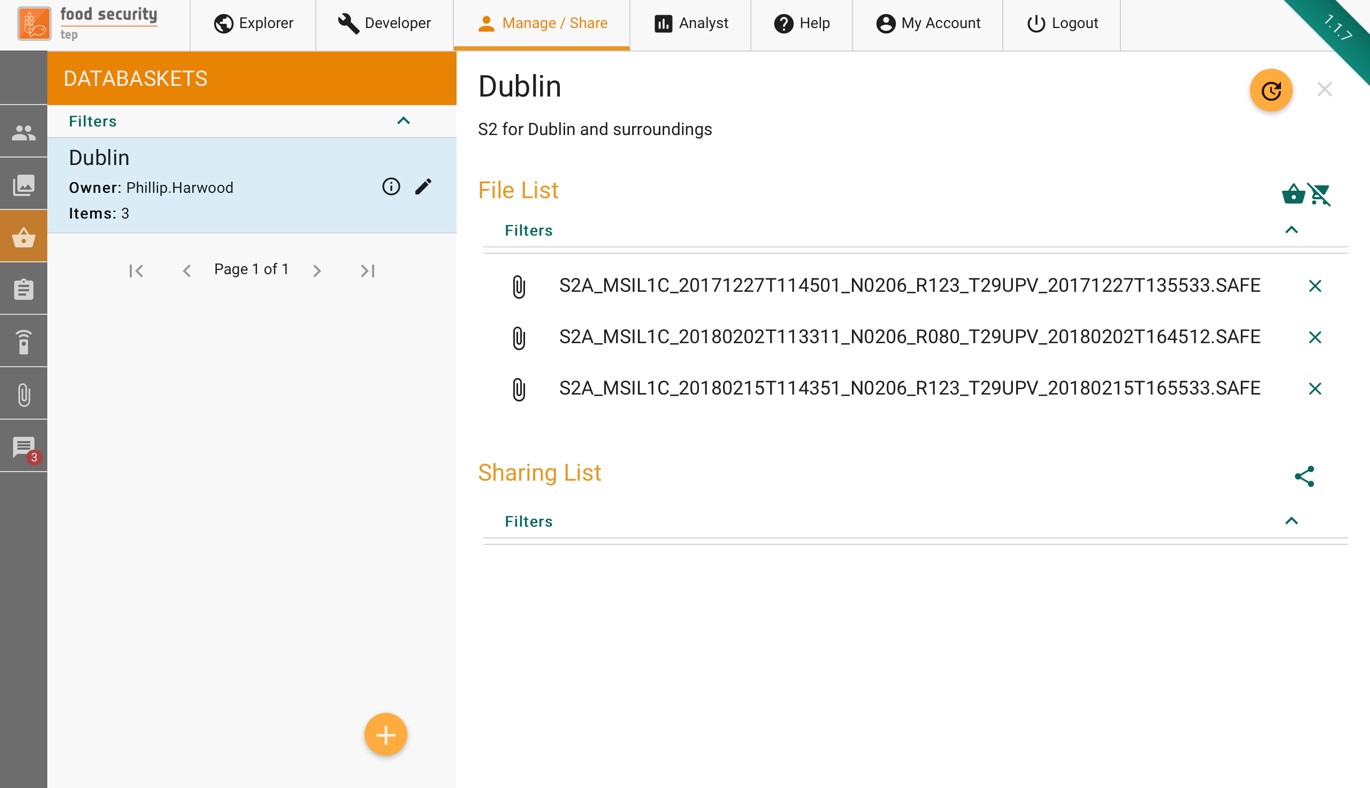 food security
tep
Explorer
Developer
Manage / Share
Analyst
Help
My Account
Logout
1.1.7
DATABASKETS
Filters
Dublin
Owner: Phillip.Harwood
Items: 3
Page 1 of 1
3
Dublin
S2 for Dublin and surroundings
File List
Filters
S2A_MSIL1C_20171227T114501_N0206_R123_T29UPV_20171227T135533.SAFE
S2A_MSIL1C_20180202T113311_N0206_R080_T29UPV_20180202T164512.SAFE
S2A_MSIL1C_20180215T114351_N0206_R123_T29UPV_20180215T165533.SAFE
Sharing List
Filters